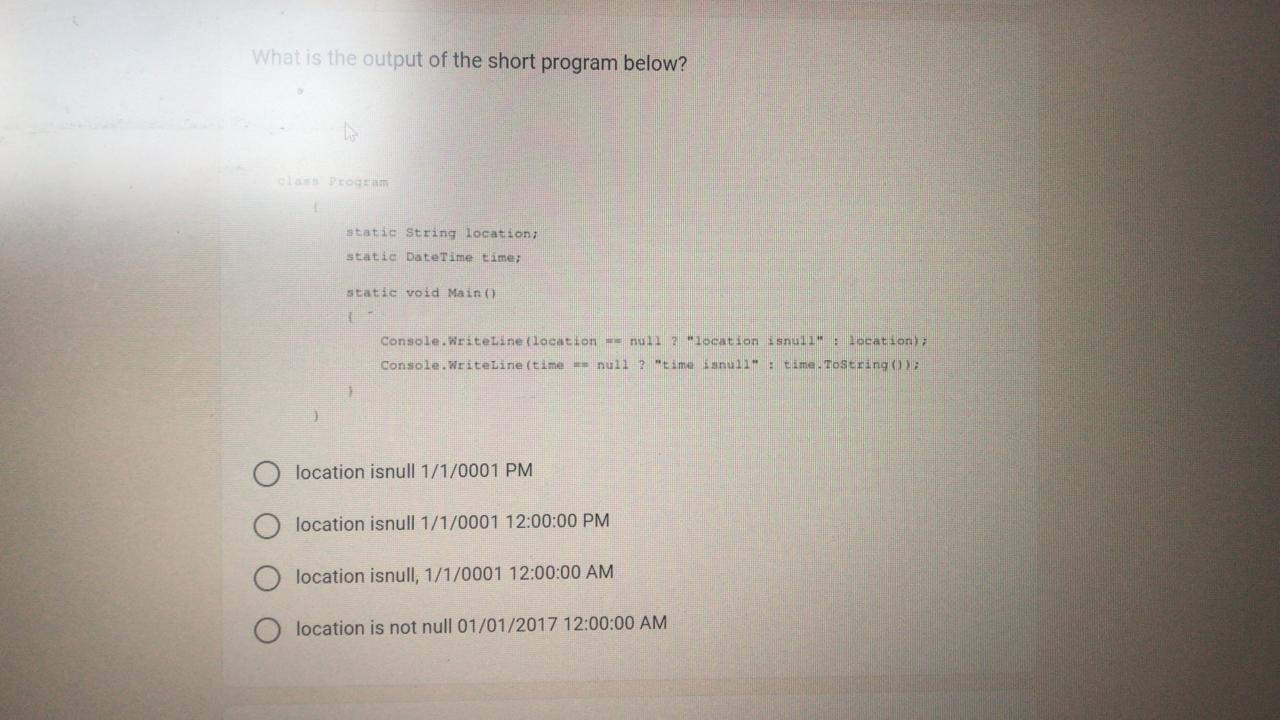 What is the output of the short program below?
class Program
{
static String location;
static DateTime time;
static void Main()
{
Console.WriteLine(location == null ? "location isnull" : location);
Console.WriteLine(time == null ? "time isnull" : time.ToString());
}
}
location isnull 1/1/0001 PM
location isnull 1/1/0001 12:00:00 PM
location isnull, 1/1/0001 12:00:00 AM
location is not null 01/01/2017 12:00:00 AM